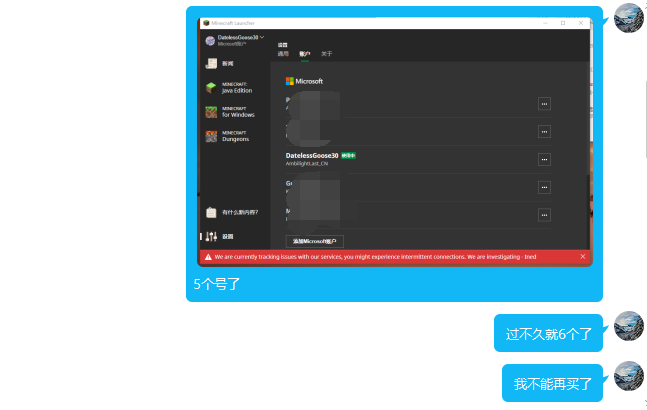 Minecraft Launcher
DatelessGoose30
Microsoft帐户
设置
通用 账户 关于
新闻
Microsoft
MINECRAFT:
Java Edition
MINECRAFT
for Windows
DatelessGoose30 使用中
AmbilightLast_CN
MINECRAFT
Dungeons
有什么新内容?
设置
添加Microsoft账户
We are currently tracking issues with our services, you might experience intermittent connections. We are investigating - Ined
5个号了
过不久就6个了
我不能再买了